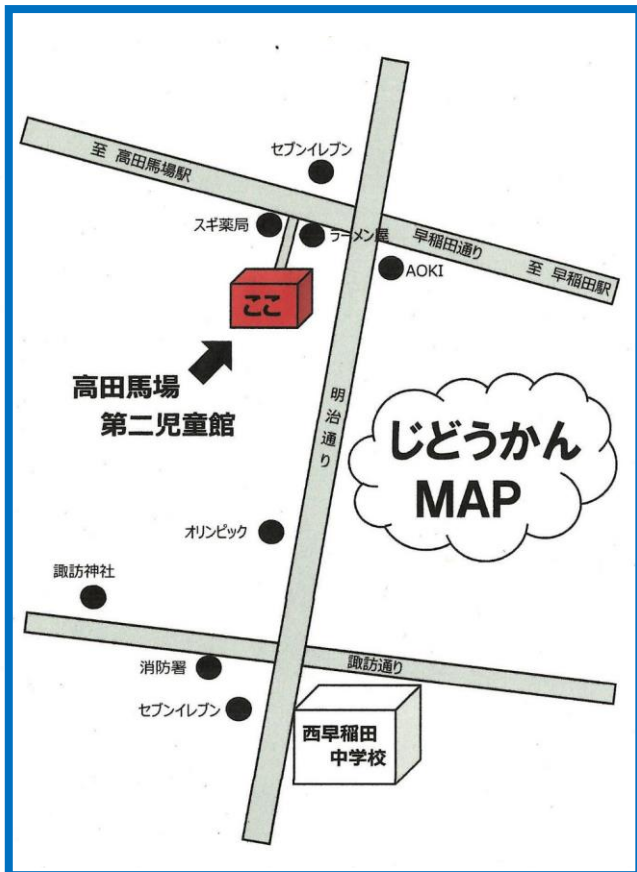 セブンイレブン
至 高田馬場駅
スギ薬局
ラーメン屋
早稲田通り
至 早稲田駅
AOKI
ここ
高田馬場
第二児童館
明治通り
じどうかん
MAP
オリンピック
諏訪神社
諏訪通り
消防署
セブンイレブン
西早稲田
中学校